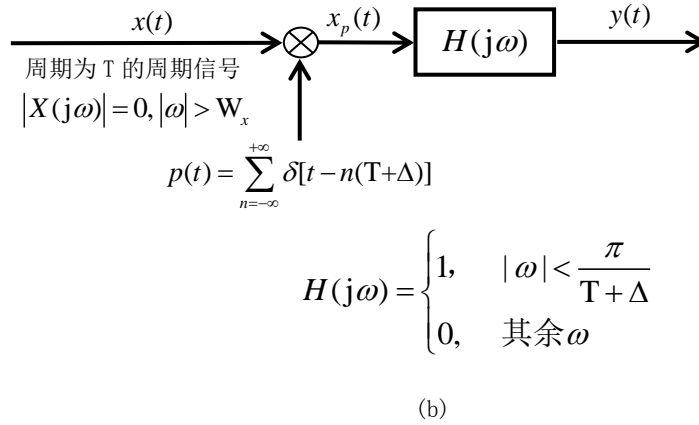 x(t)
x_p(t)
H(jω)
y(t)
周期为 T 的周期信号
|X(jω)|=0,|ω|>W_x
p(t)=∑_{n=-∞}^{+∞} δ[t-n(T+Δ)]
H(jω)={1, |ω|<π/(T+Δ)
0, 其余ω
(b)